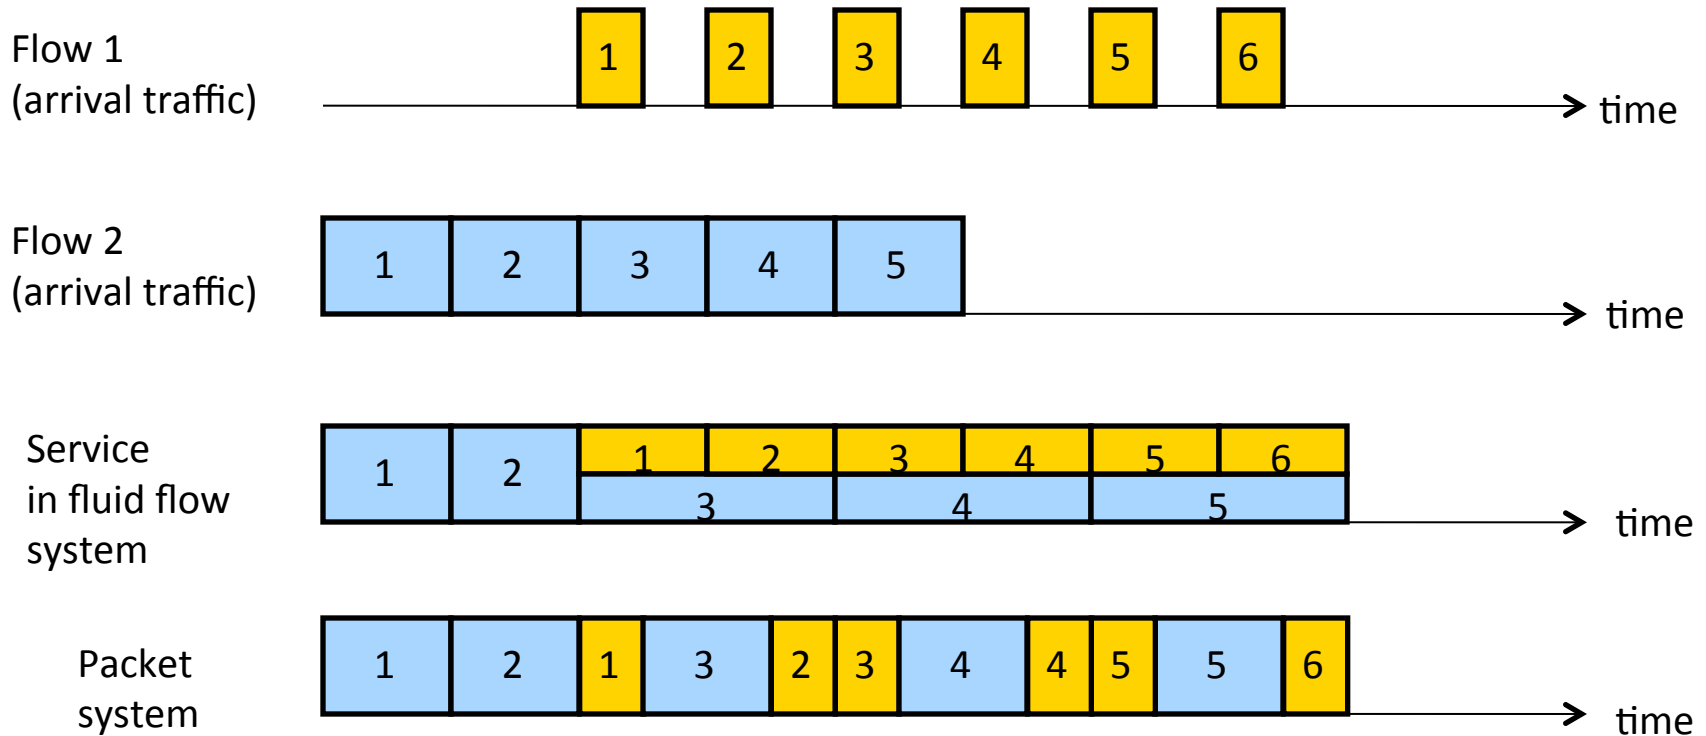 Flow 1
(arrival traffic)
1 2 3 4 5 6
time
Flow 2
(arrival traffic)
1 2 3 4 5
time
Service
in fluid flow
system
1 2
1 2 3 4 5 6
3 4 5
time
Packet
system
1 2 1 3 2 3 4 4 5 5 6
time